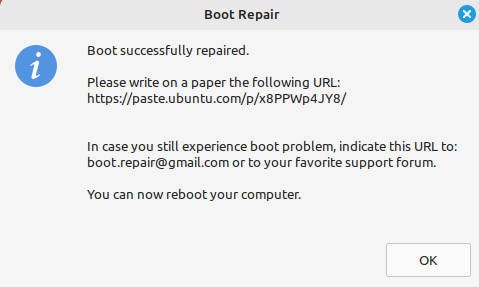 Boot Repair
Boot successfully repaired.
Please write on a paper the following URL:
https://paste.ubuntu.com/p/x8PPWp4JY8/
In case you still experience boot problem, indicate this URL to:
boot.repair@gmail.com or to your favorite support forum.
You can now reboot your computer.
OK